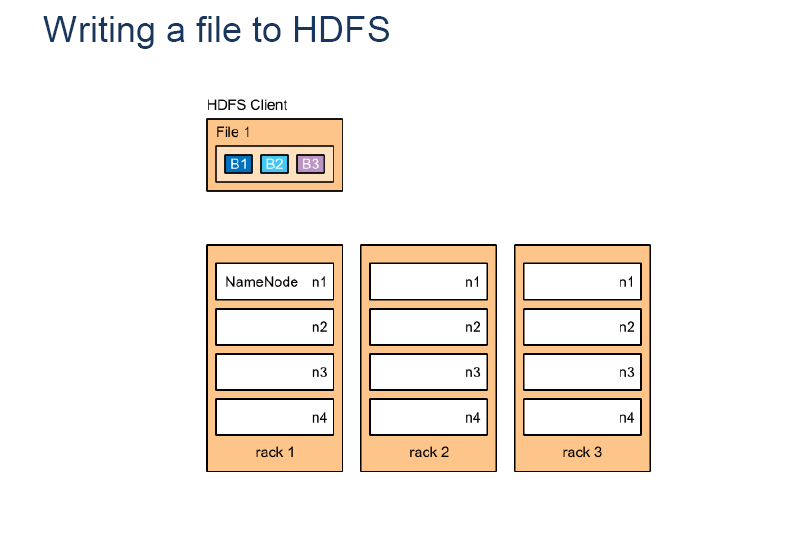 Writing a file to HDFS
HDFS Client
File 1
B1 B2 B3
NameNode n1
n2
n3
n4
rack 1
n1
n2
n3
n4
rack 2
n1
n2
n3
n4
rack 3